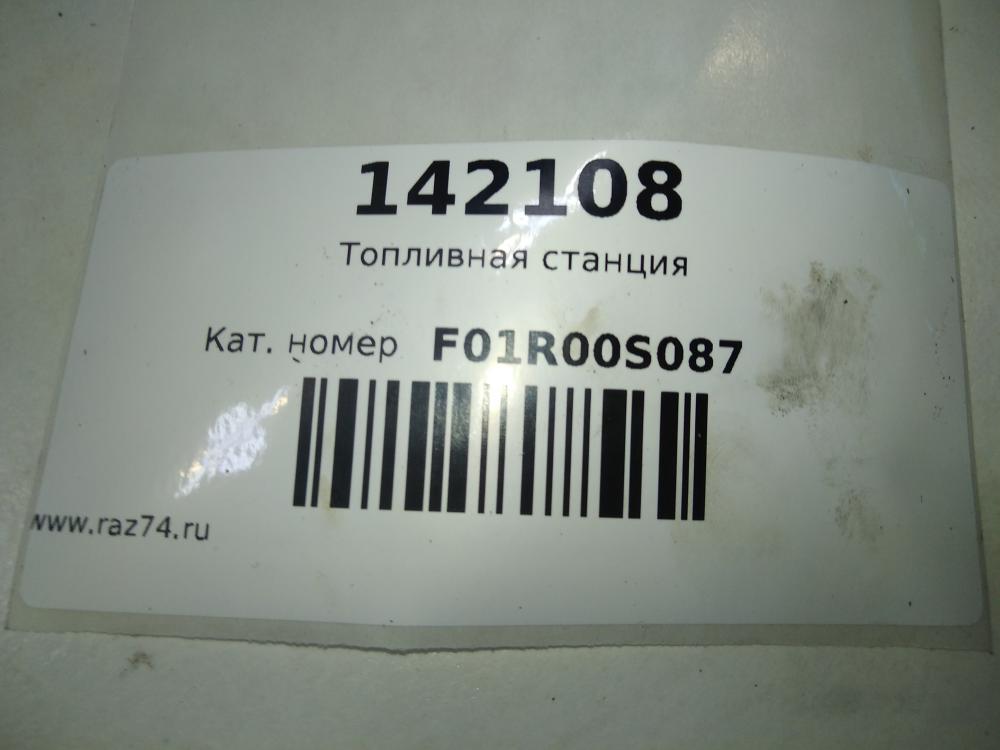 142108
Топливная станция
Кат. номер F01R00S087
www.raz74.ru